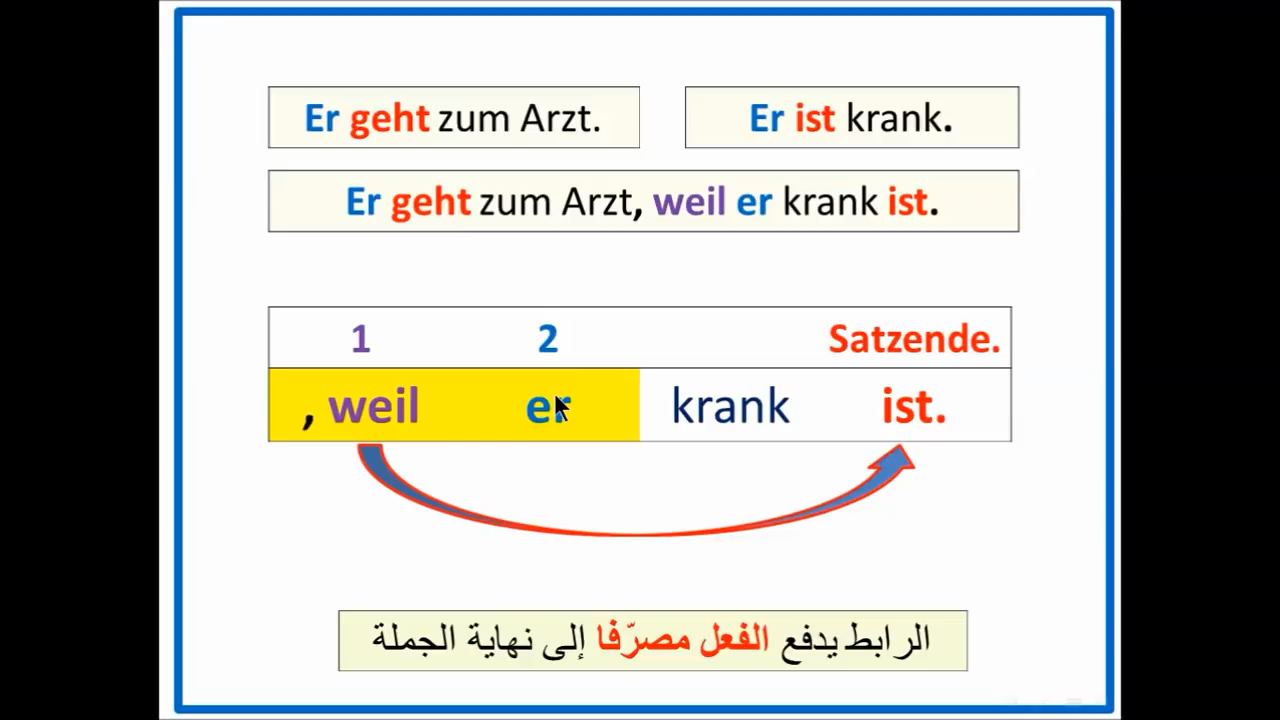 Er geht zum Arzt.
Er ist krank.
Er geht zum Arzt, weil er krank ist.
1 2 Satzende.
, weil er krank ist.
الرابط يدفع الفعل مصرّفا إلى نهاية الجملة